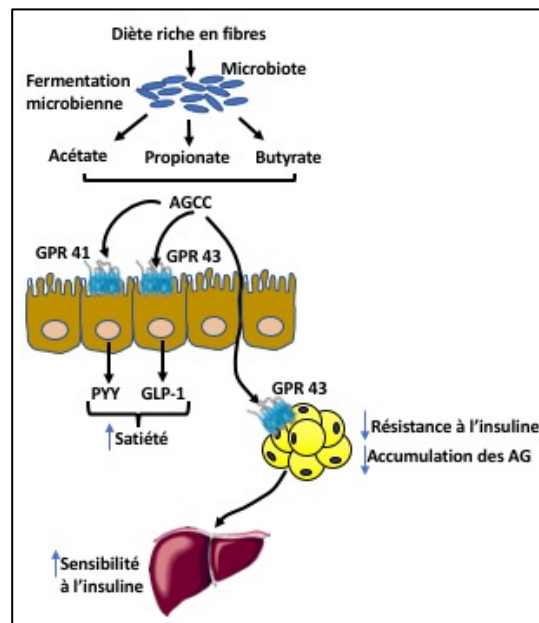 Diète riche en fibres
Microbiote
Fermentation
microbienne
Acétate Propionate Butyrate
AGCC
GPR 41 GPR 43
PYY GLP-1
Satiété
GPR 43
Résistance à l'insuline
Accumulation des AG
Sensibilité
à l'insuline